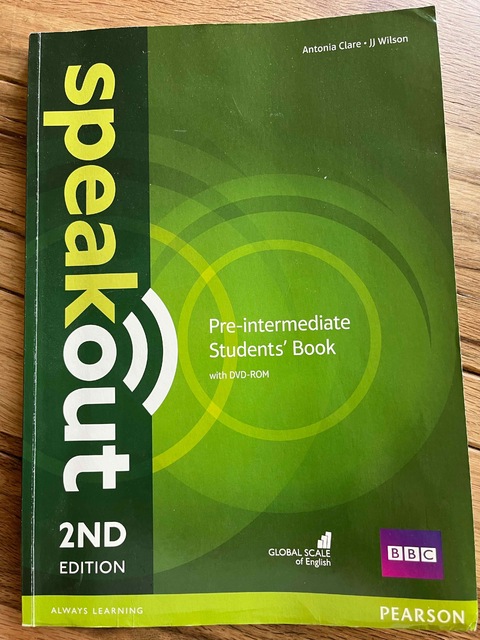 Antonia Clare • JJ Wilson
speakout
Pre-intermediate
Students' Book
with DVD-ROM
2ND
EDITION
GLOBAL SCALE
of English
BBC
ALWAYS LEARNING
PEARSON